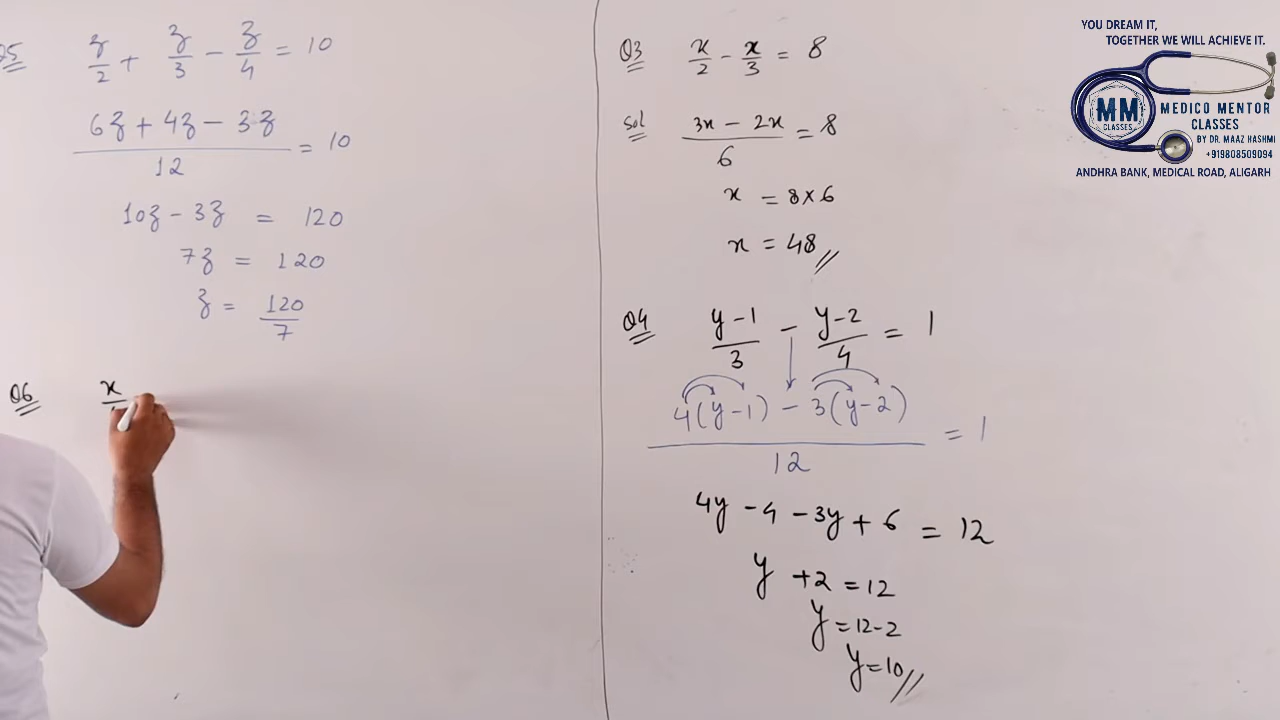 Q5 z/2 + z/3 − z/4 = 10
(6z + 4z − 3z)/12 = 10
10z − 3z = 120
7z = 120
z = 120/7
Q6 x
Q3 x/2 − x/3 = 8
Sol (3x − 2x)/6 = 8
x = 8×6
x = 48//
Q4 (y−1)/3 − (y−2)/4 = 1
(4(y−1) − 3(y−2))/12 = 1
4y − 4 − 3y + 6 = 12
y + 2 = 12
y = 12−2
y = 10//
YOU DREAM IT,
TOGETHER WE WILL ACHIEVE IT.
MM
CLASSES
MEDICO MENTOR
CLASSES
BY DR. MAAZ HASHMI
+919808509094
ANDHRA BANK, MEDICAL ROAD, ALIGARH